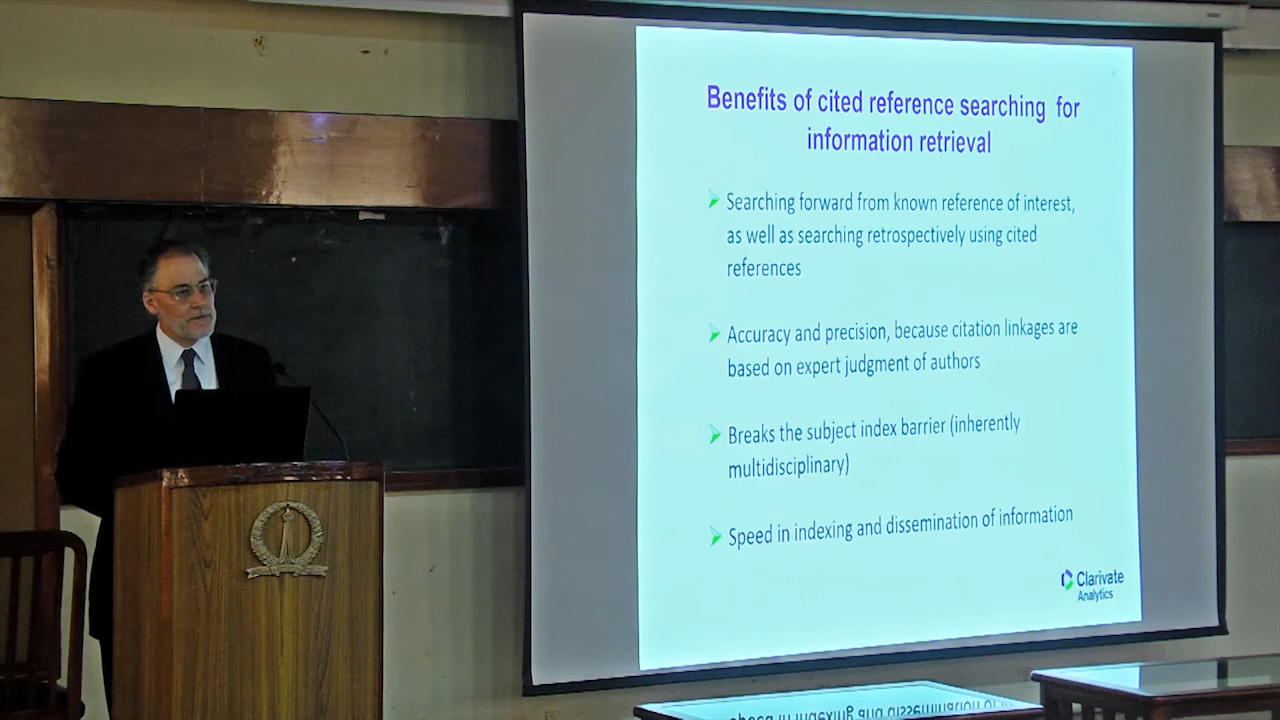 Benefits of cited reference searching for
information retrieval
Searching forward from known reference of interest,
as well as searching retrospectively using cited
references
Accuracy and precision, because citation linkages are
based on expert judgment of authors
Breaks the subject index barrier (inherently
multidisciplinary)
Speed in indexing and dissemination of information
Clarivate
Analytics